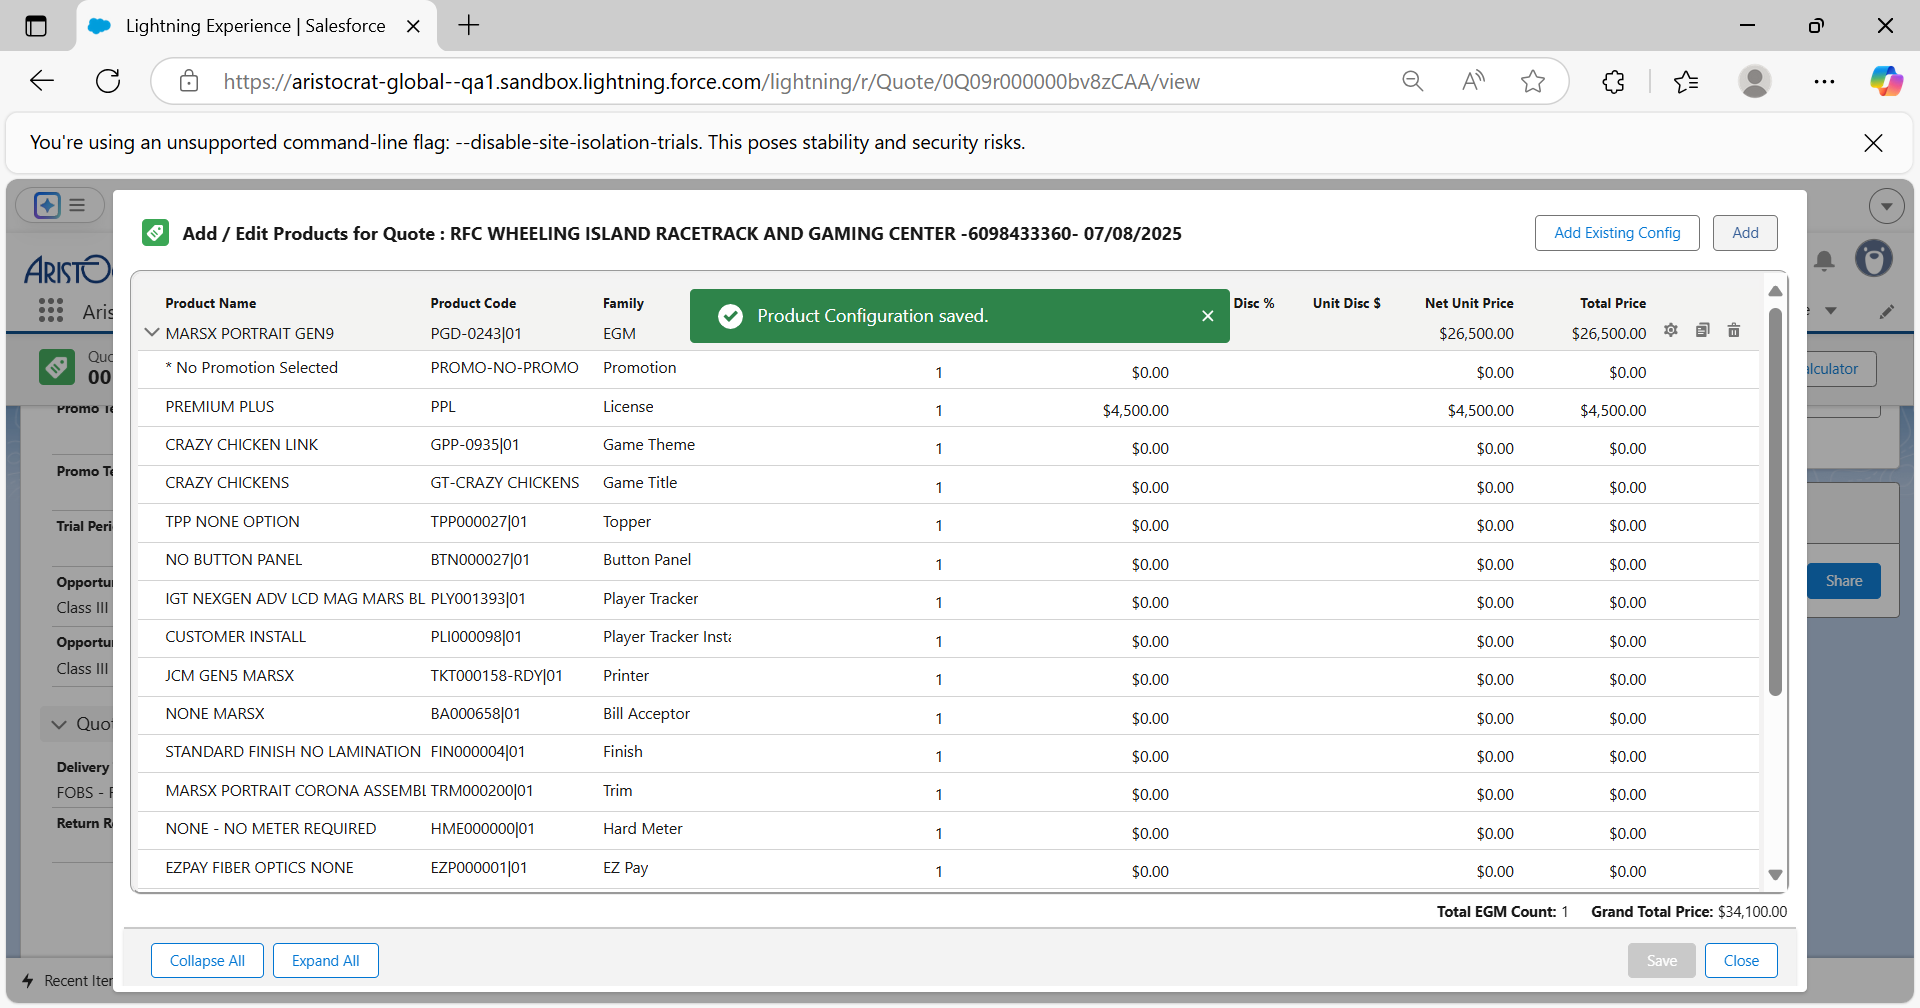 Lightning Experience | Salesforce
https://aristocrat-global--qa1.sandbox.lightning.force.com/lightning/r/Quote/0Q09r000000bv8zCAA/view
You're using an unsupported command-line flag: --disable-site-isolation-trials. This poses stability and security risks.
Add / Edit Products for Quote : RFC WHEELING ISLAND RACETRACK AND GAMING CENTER -6098433360- 07/08/2025
Add Existing Config
Add
Product Name Product Code Family Disc % Unit Disc $ Net Unit Price Total Price
Product Configuration saved.
MARSX PORTRAIT GEN9 PGD-0243|01 EGM $26,500.00 $26,500.00
* No Promotion Selected PROMO-NO-PROMO Promotion 1 $0.00 $0.00 $0.00
PREMIUM PLUS PPL License 1 $4,500.00 $4,500.00 $4,500.00
CRAZY CHICKEN LINK GPP-0935|01 Game Theme 1 $0.00 $0.00 $0.00
CRAZY CHICKENS GT-CRAZY CHICKENS Game Title 1 $0.00 $0.00 $0.00
TPP NONE OPTION TPP000027|01 Topper 1 $0.00 $0.00 $0.00
NO BUTTON PANEL BTN000027|01 Button Panel 1 $0.00 $0.00 $0.00
IGT NEXGEN ADV LCD MAG MARS BL PLY001393|01 Player Tracker 1 $0.00 $0.00 $0.00
CUSTOMER INSTALL PLI000098|01 Player Tracker Insta 1 $0.00 $0.00 $0.00
JCM GEN5 MARSX TKT000158-RDY|01 Printer 1 $0.00 $0.00 $0.00
NONE MARSX BA000658|01 Bill Acceptor 1 $0.00 $0.00 $0.00
STANDARD FINISH NO LAMINATION FIN000004|01 Finish 1 $0.00 $0.00 $0.00
MARSX PORTRAIT CORONA ASSEMBL TRM000200|01 Trim 1 $0.00 $0.00 $0.00
NONE - NO METER REQUIRED HME000000|01 Hard Meter 1 $0.00 $0.00 $0.00
EZPAY FIBER OPTICS NONE EZP000001|01 EZ Pay 1 $0.00 $0.00 $0.00
Total EGM Count: 1 Grand Total Price: $34,100.00
Collapse All
Expand All
Save
Close
ARISTOC
Aris
Quo
00
Promo Te
Promo Te
Trial Peri
Opportu
Class III
Opportu
Class III
Quot
Delivery
FOBS - F
Return R
Recent Iter
alculator
Share